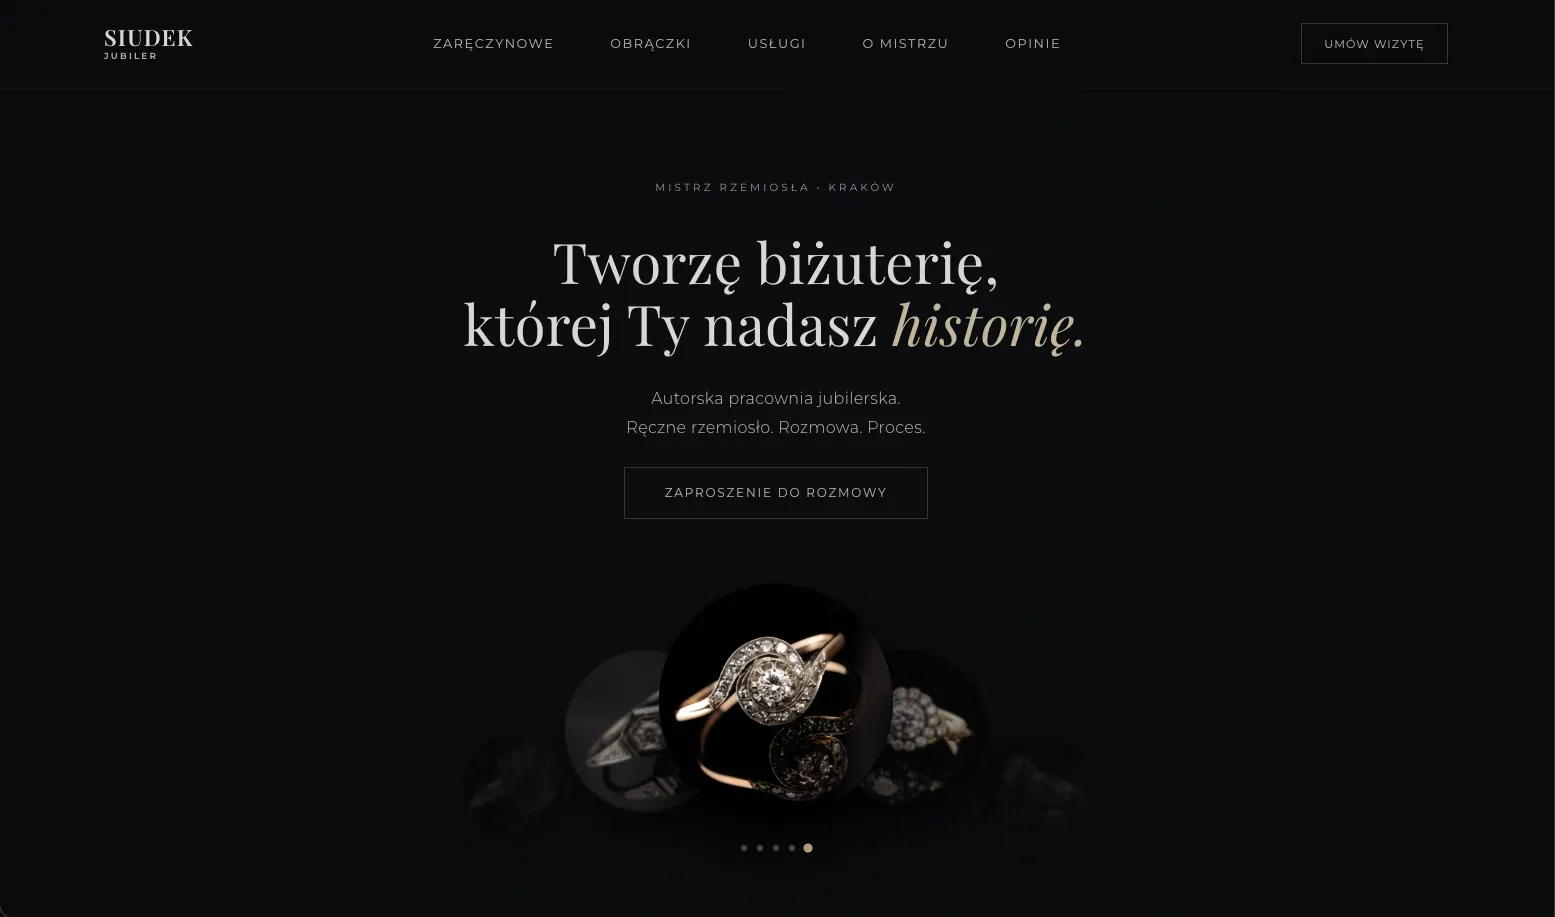 SIUDEK
JUBILER
ZARĘCZYNOWE
OBRĄCZKI
USŁUGI
O MISTRZU
OPINIE
UMÓW WIZYTĘ
MISTRZ RZEMIOSŁA • KRAKÓW
Tworzę biżuterię,
której Ty nadasz historię.
Autorska pracownia jubilerska.
Ręczne rzemiosło. Rozmowa. Proces.
ZAPROSZENIE DO ROZMOWY